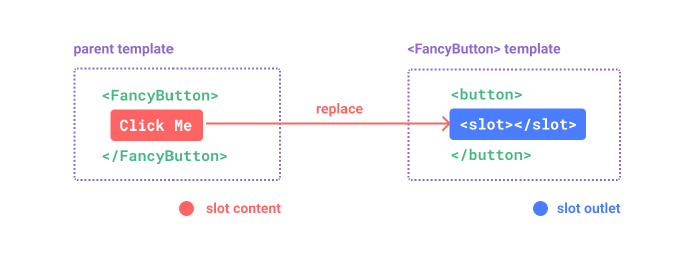 parent template
<FancyButton>
Click Me
</FancyButton>
slot content
replace
<FancyButton> template
<button>
<slot></slot>
</button>
slot outlet